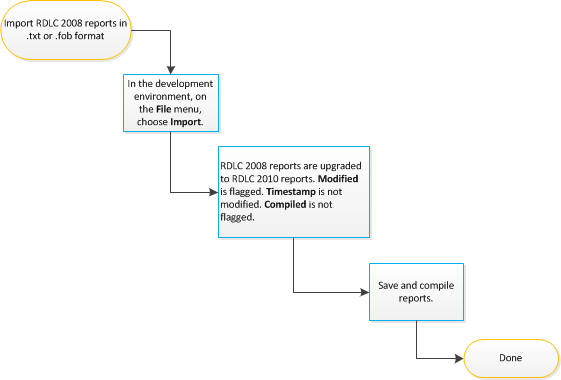 Import RDLC 2008 reports in
.txt or .fob format
In the development
environment, on
the File menu,
choose Import.
RDLC 2008 reports are upgraded
to RDLC 2010 reports. Modified
is flagged. Timestamp is not
modified. Compiled is not
flagged.
Save and compile
reports.
Done